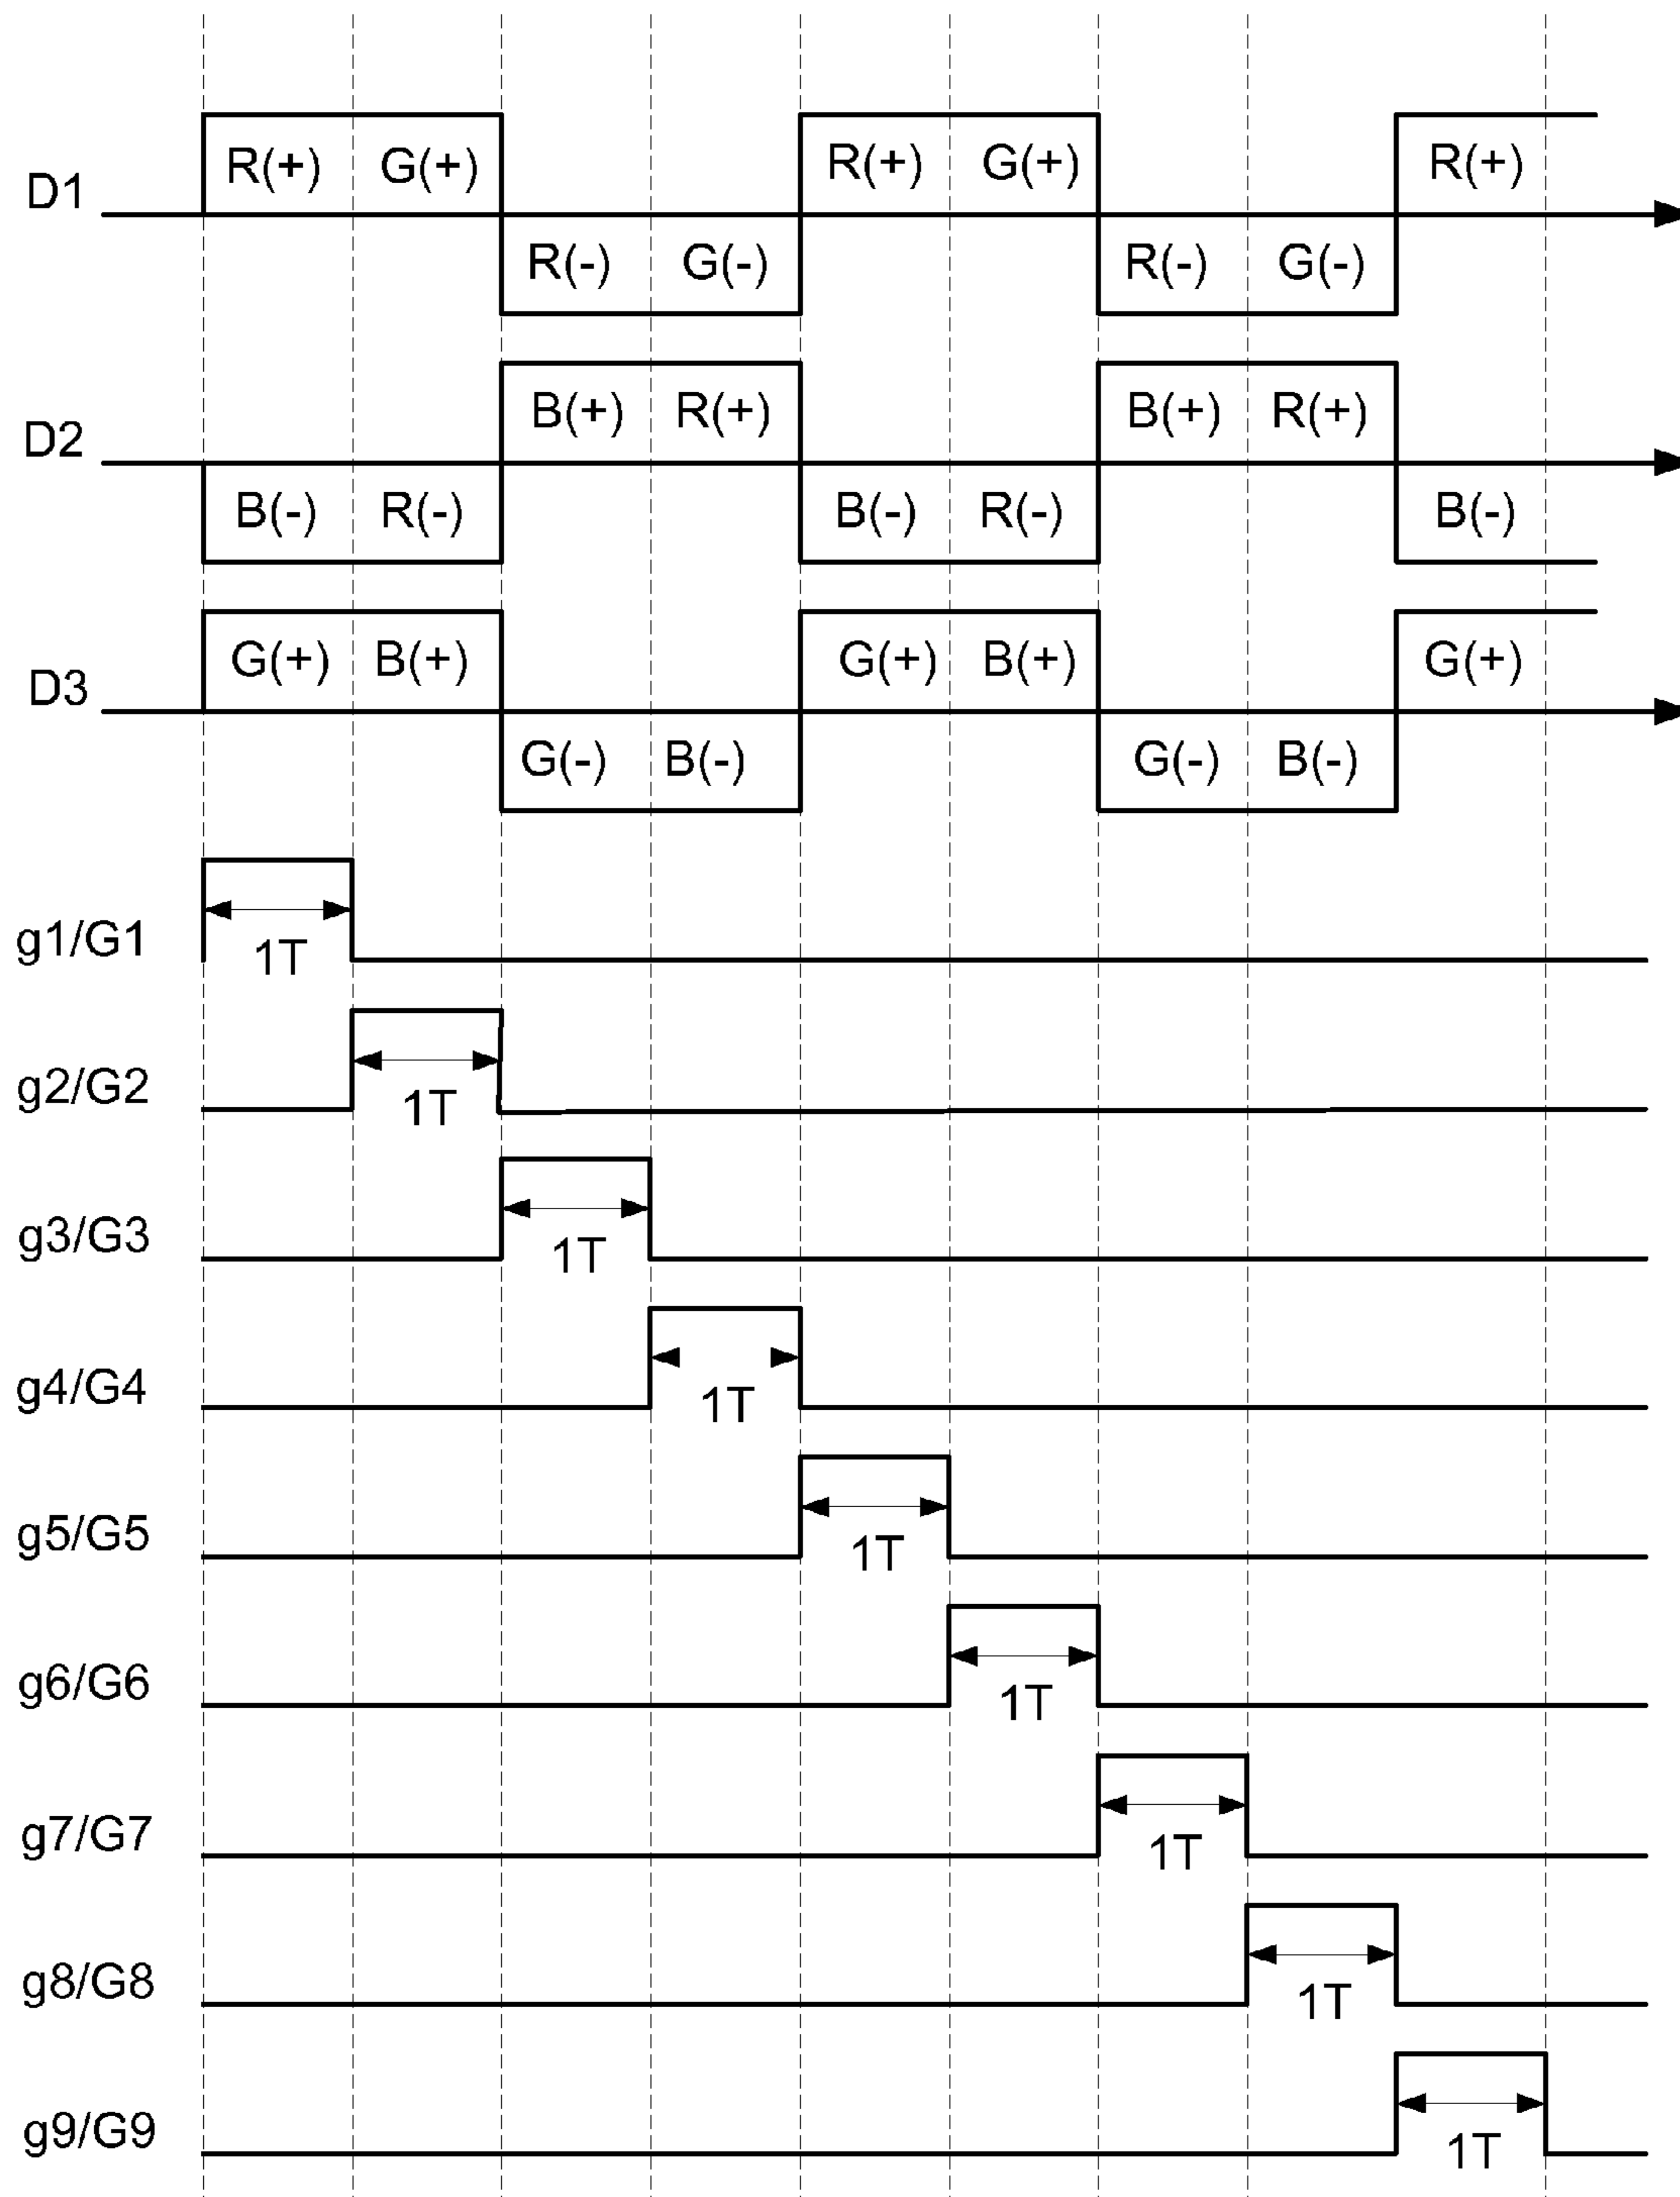 R(+) G(+) R(+) G(+) R(+)
D1
R(-) G(-) R(-) G(-)
B(+) R(+) B(+) R(+)
D2
B(-) R(-) B(-) R(-) B(-)
G(+) B(+) G(+) B(+) G(+)
D3
G(-) B(-) G(-) B(-)
g1/G1 1T
g2/G2 1T
g3/G3 1T
g4/G4 1T
g5/G5 1T
g6/G6 1T
g7/G7 1T
g8/G8 1T
g9/G9 1T